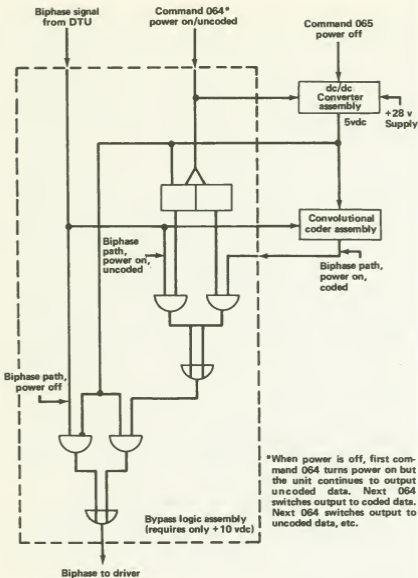 Biphase signal
from DTU
Command 064*
power on/uncoded
Command 065
power off
dc/dc
Converter
assembly
+28 v
Supply
5vdc
Convolutional
coder assembly
Biphase
path,
power on,
uncoded
Biphase path,
power on,
coded
Biphase path,
power off
*When power is off, first com-
mand 064 turns power on but
the unit continues to output
uncoded data. Next 064
switches output to coded data.
Next 064 switches output to
uncoded data, etc.
Bypass logic assembly
(requires only +10 vdc)
Biphase to driver